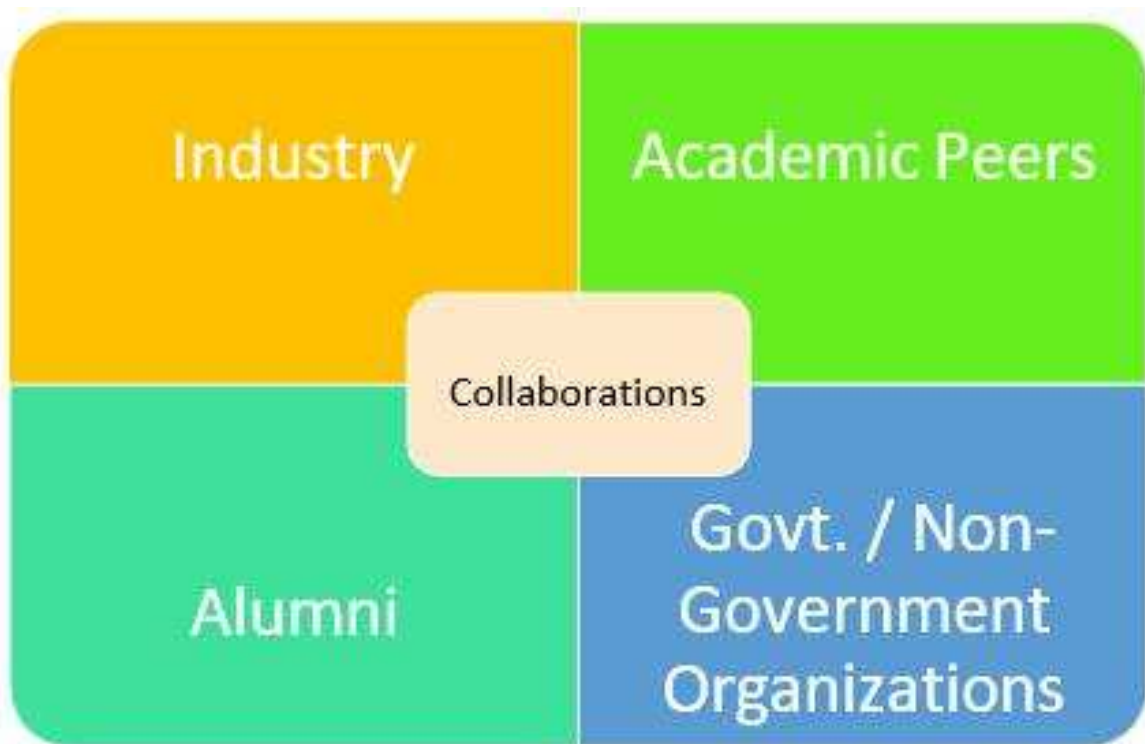 Industry
Academic Peers
Collaborations
Alumni
Govt. / Non-
Government
Organizations